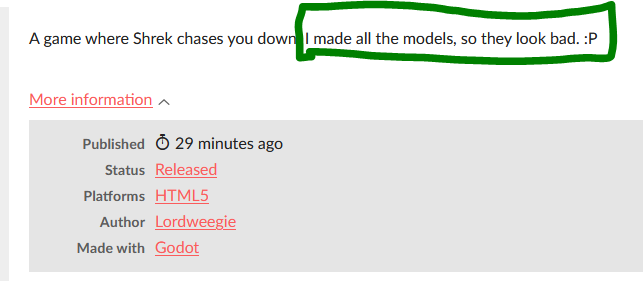 A game where Shrek chases you down I made all the models, so they look bad. :P
More information
Published 29 minutes ago
Status Released
Platforms HTML5
Author Lordweegie
Made with Godot